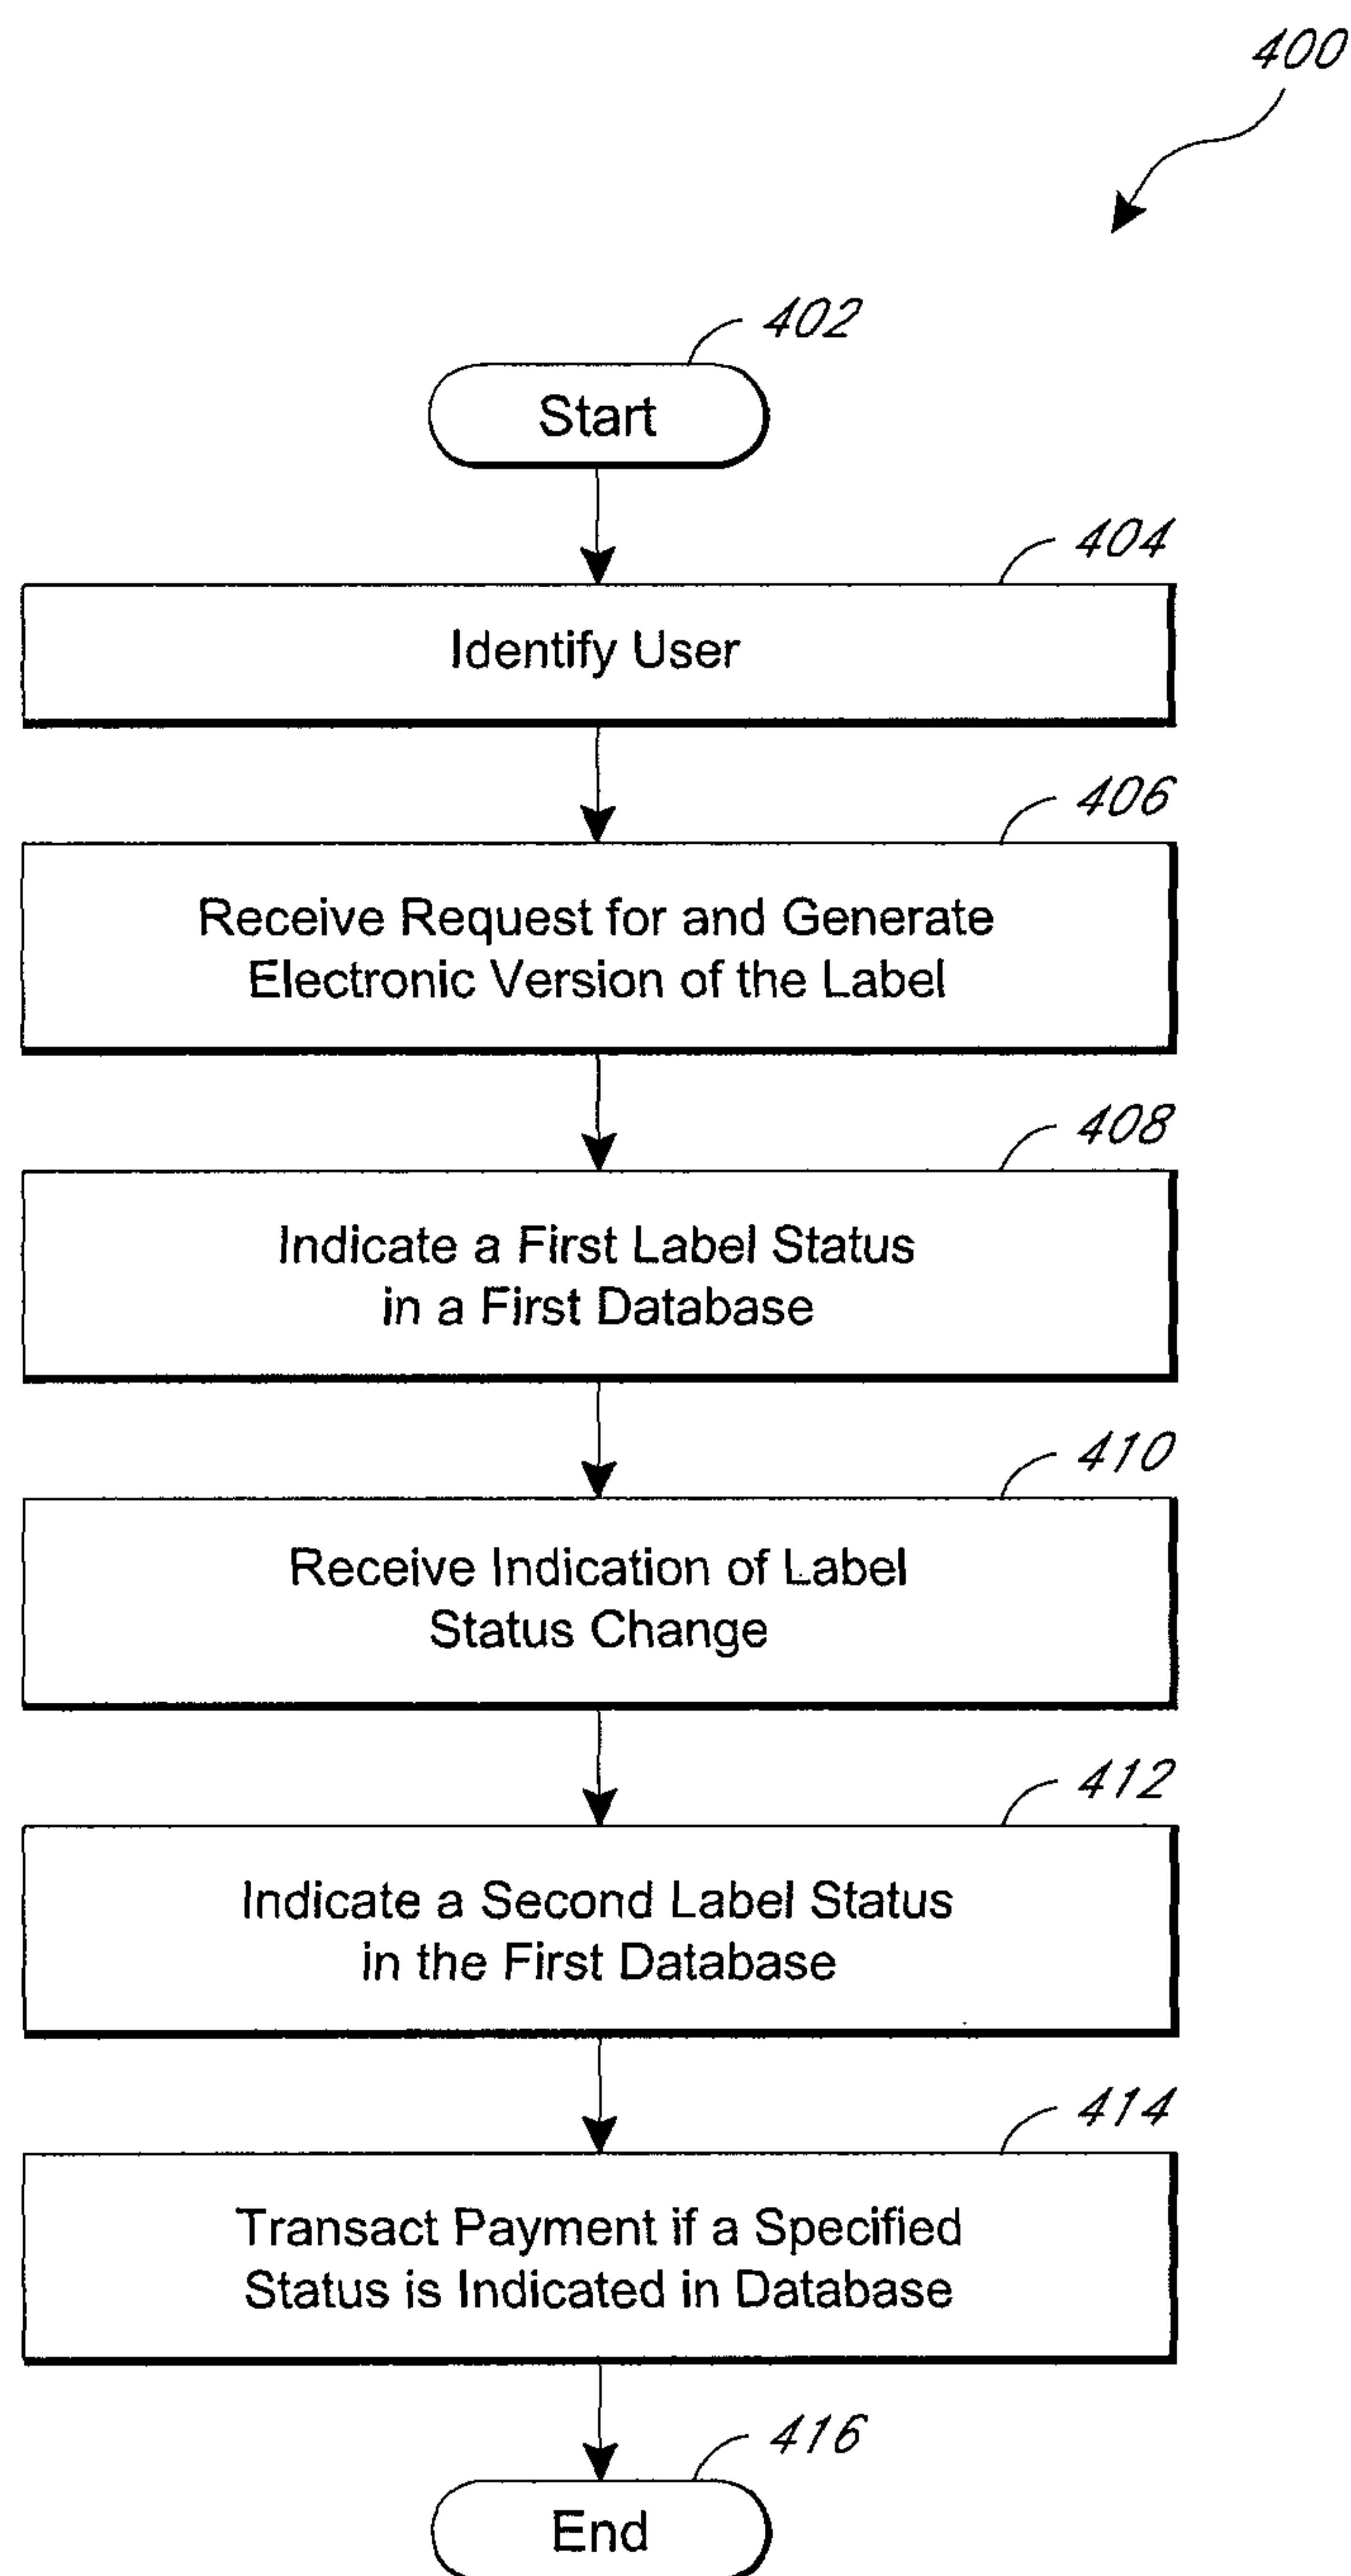 400
402
Start
404
Identify User
406
Receive Request for and Generate
Electronic Version of the Label
408
Indicate a First Label Status
in a First Database
410
Receive Indication of Label
Status Change
412
Indicate a Second Label Status
in the First Database
414
Transact Payment if a Specified
Status is Indicated in Database
416
End